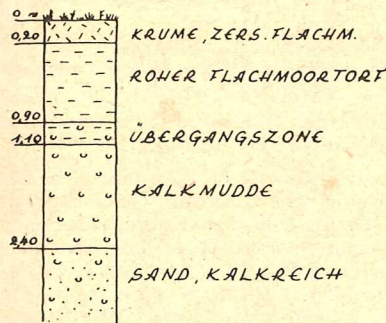 0 m
0,20
KRUME, ZERS. FLACHM.
ROHER FLACHMOORTORF
0,90
1,10
ÜBERGANGSZONE
KALKMUDDE
2,40
SAND, KALKREICH